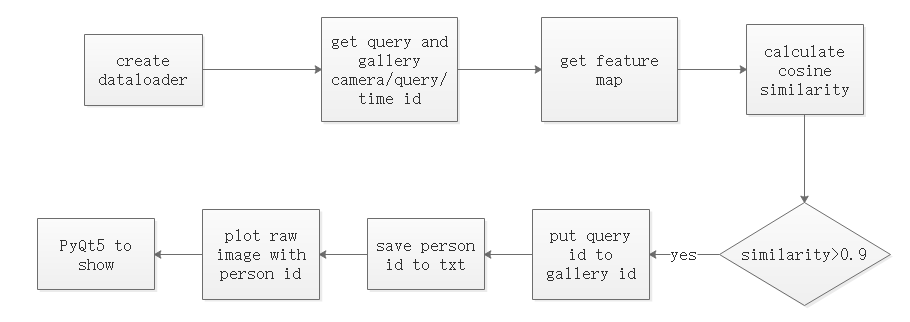 create
dataloader
get query and
gallery
camera/query/
time id
get feature
map
calculate
cosine
similarity
similarity>0.9
yes
put query
id to
gallery id
save person
id to txt
plot raw
image with
person id
PyQt5 to
show